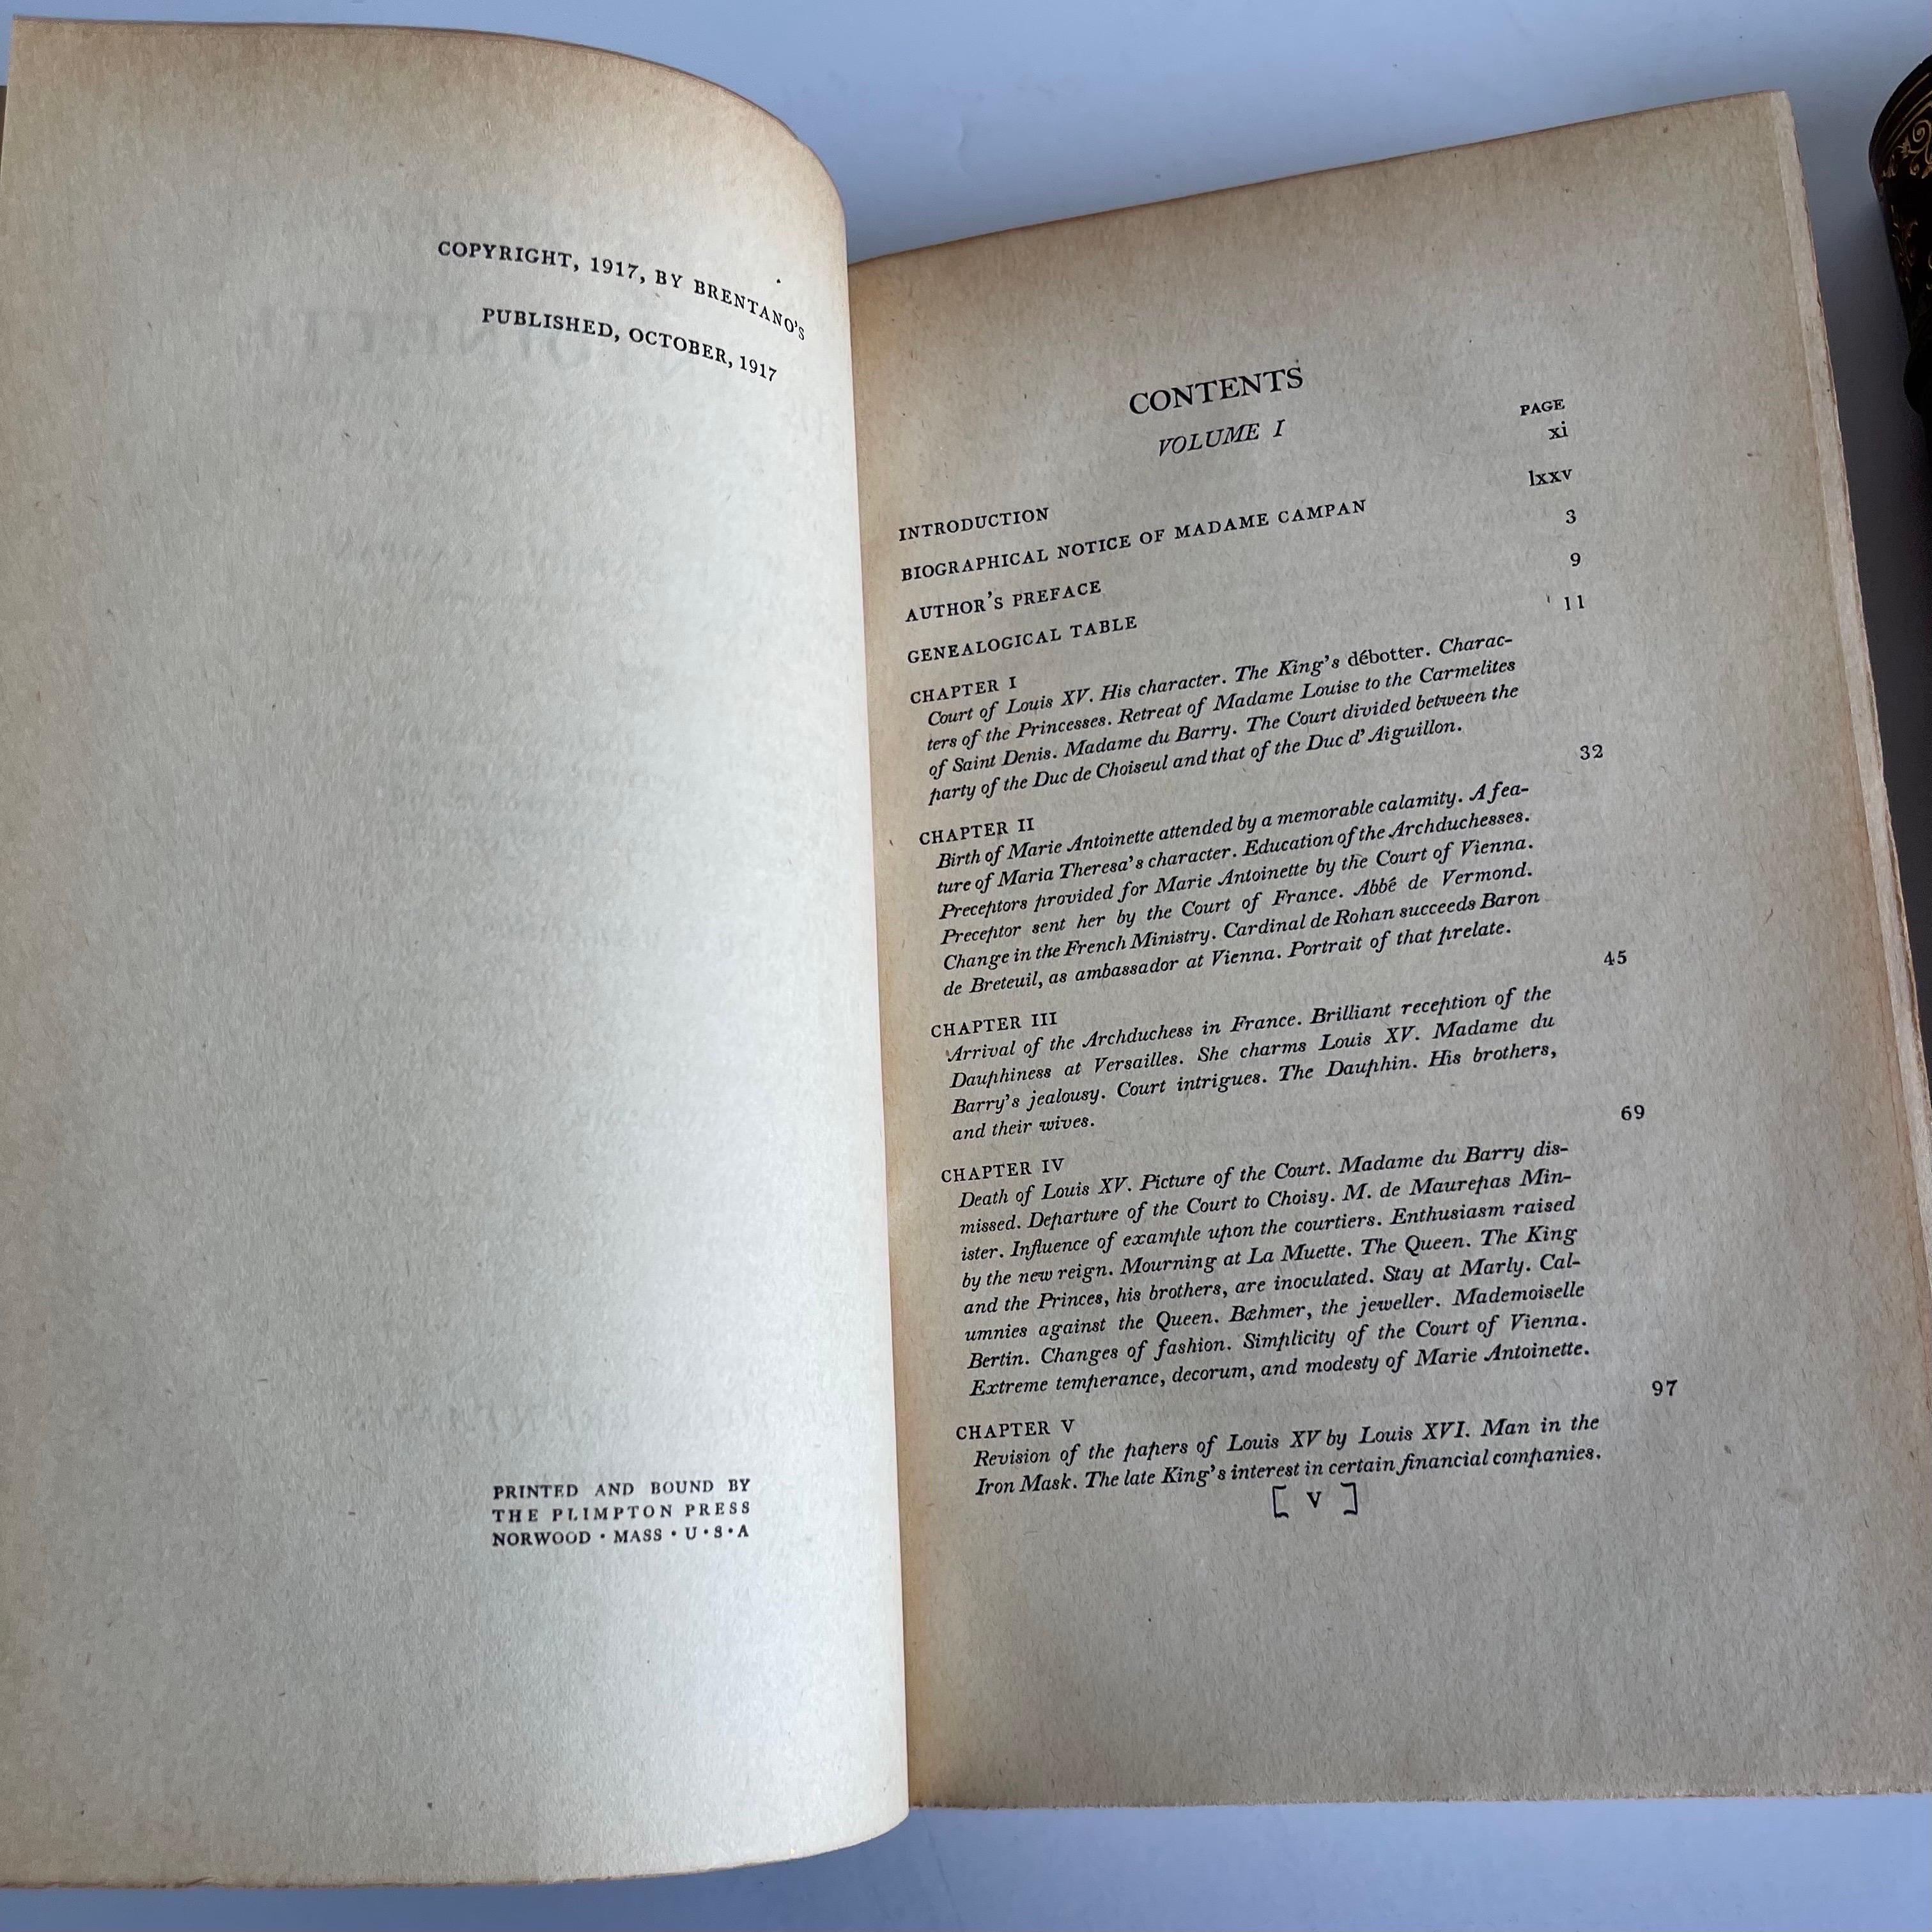 COPYRIGHT, 1917, BY BRENTANO'S
PUBLISHED, OCTOBER, 1917
PRINTED AND BOUND BY
THE PLIMPTON PRESS
NORWOOD • MASS • U • S • A
CONTENTS
VOLUME I
PAGE
INTRODUCTION xi
BIOGRAPHICAL NOTICE OF MADAME CAMPAN lxxv
AUTHOR'S PREFACE 3
GENEALOGICAL TABLE 9
CHAPTER I 11
Court of Louis XV. His character. The King's débotter. Charac-
ters of the Princesses. Retreat of Madame Louise to the Carmelites
of Saint Denis. Madame du Barry. The Court divided between the
party of the Duc de Choiseul and that of the Duc d'Aiguillon.
CHAPTER II 32
Birth of Marie Antoinette attended by a memorable calamity. A fea-
ture of Maria Theresa's character. Education of the Archduchesses.
Preceptors provided for Marie Antoinette by the Court of Vienna.
Preceptor sent her by the Court of France. Abbé de Vermond.
Change in the French Ministry. Cardinal de Rohan succeeds Baron
de Breteuil, as ambassador at Vienna. Portrait of that prelate.
CHAPTER III 45
Arrival of the Archduchess in France. Brilliant reception of the
Dauphiness at Versailles. She charms Louis XV. Madame du
Barry's jealousy. Court intrigues. The Dauphin. His brothers,
and their wives.
CHAPTER IV 69
Death of Louis XV. Picture of the Court. Madame du Barry dis-
missed. Departure of the Court to Choisy. M. de Maurepas Min-
ister. Influence of example upon the courtiers. Enthusiasm raised
by the new reign. Mourning at La Muette. The Queen. The King
and the Princes, his brothers, are inoculated. Stay at Marly. Cal-
umnies against the Queen. Bœhmer, the jeweller. Mademoiselle
Bertin. Changes of fashion. Simplicity of the Court of Vienna.
Extreme temperance, decorum, and modesty of Marie Antoinette.
CHAPTER V 97
Revision of the papers of Louis XV by Louis XVI. Man in the
Iron Mask. The late King's interest in certain financial companies.
[ v ]